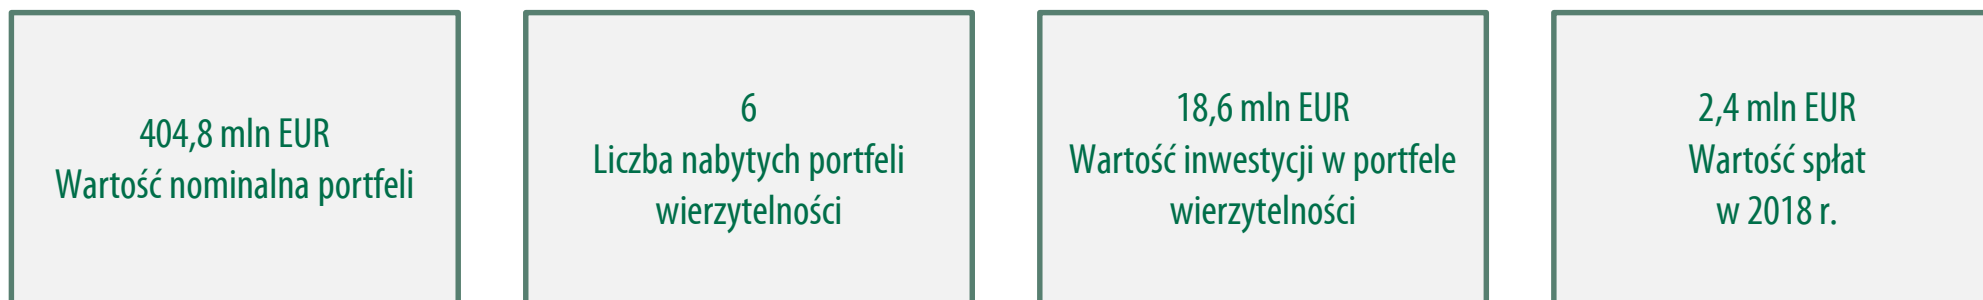 404,8 mln EUR
Wartość nominalna portfeli
6
Liczba nabytych portfeli
wierzytelności
18,6 mln EUR
Wartość inwestycji w portfele
wierzytelności
2,4 mln EUR
Wartość spłat
w 2018 r.